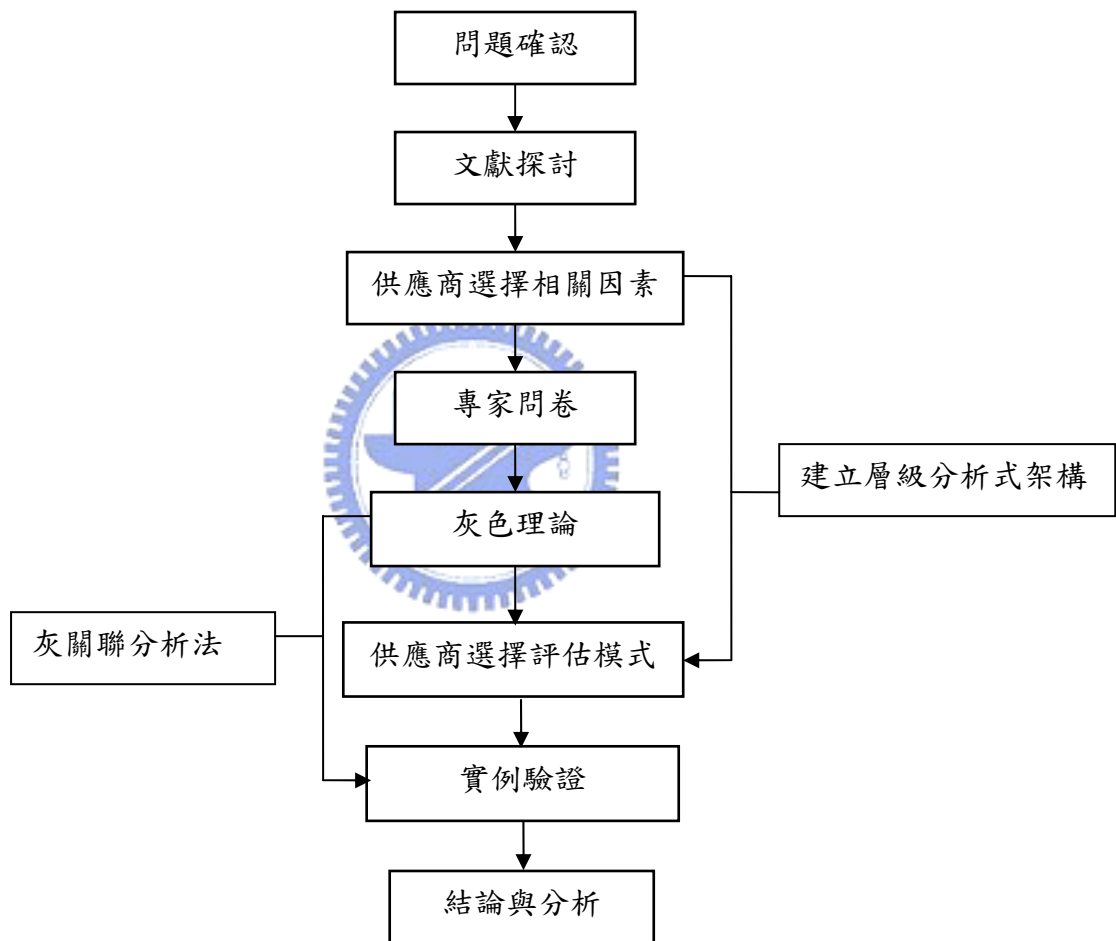 問題確認
文獻探討
供應商選擇相關因素
專家問卷
建立層級分析式架構
灰色理論
灰關聯分析法
供應商選擇評估模式
實例驗證
結論與分析